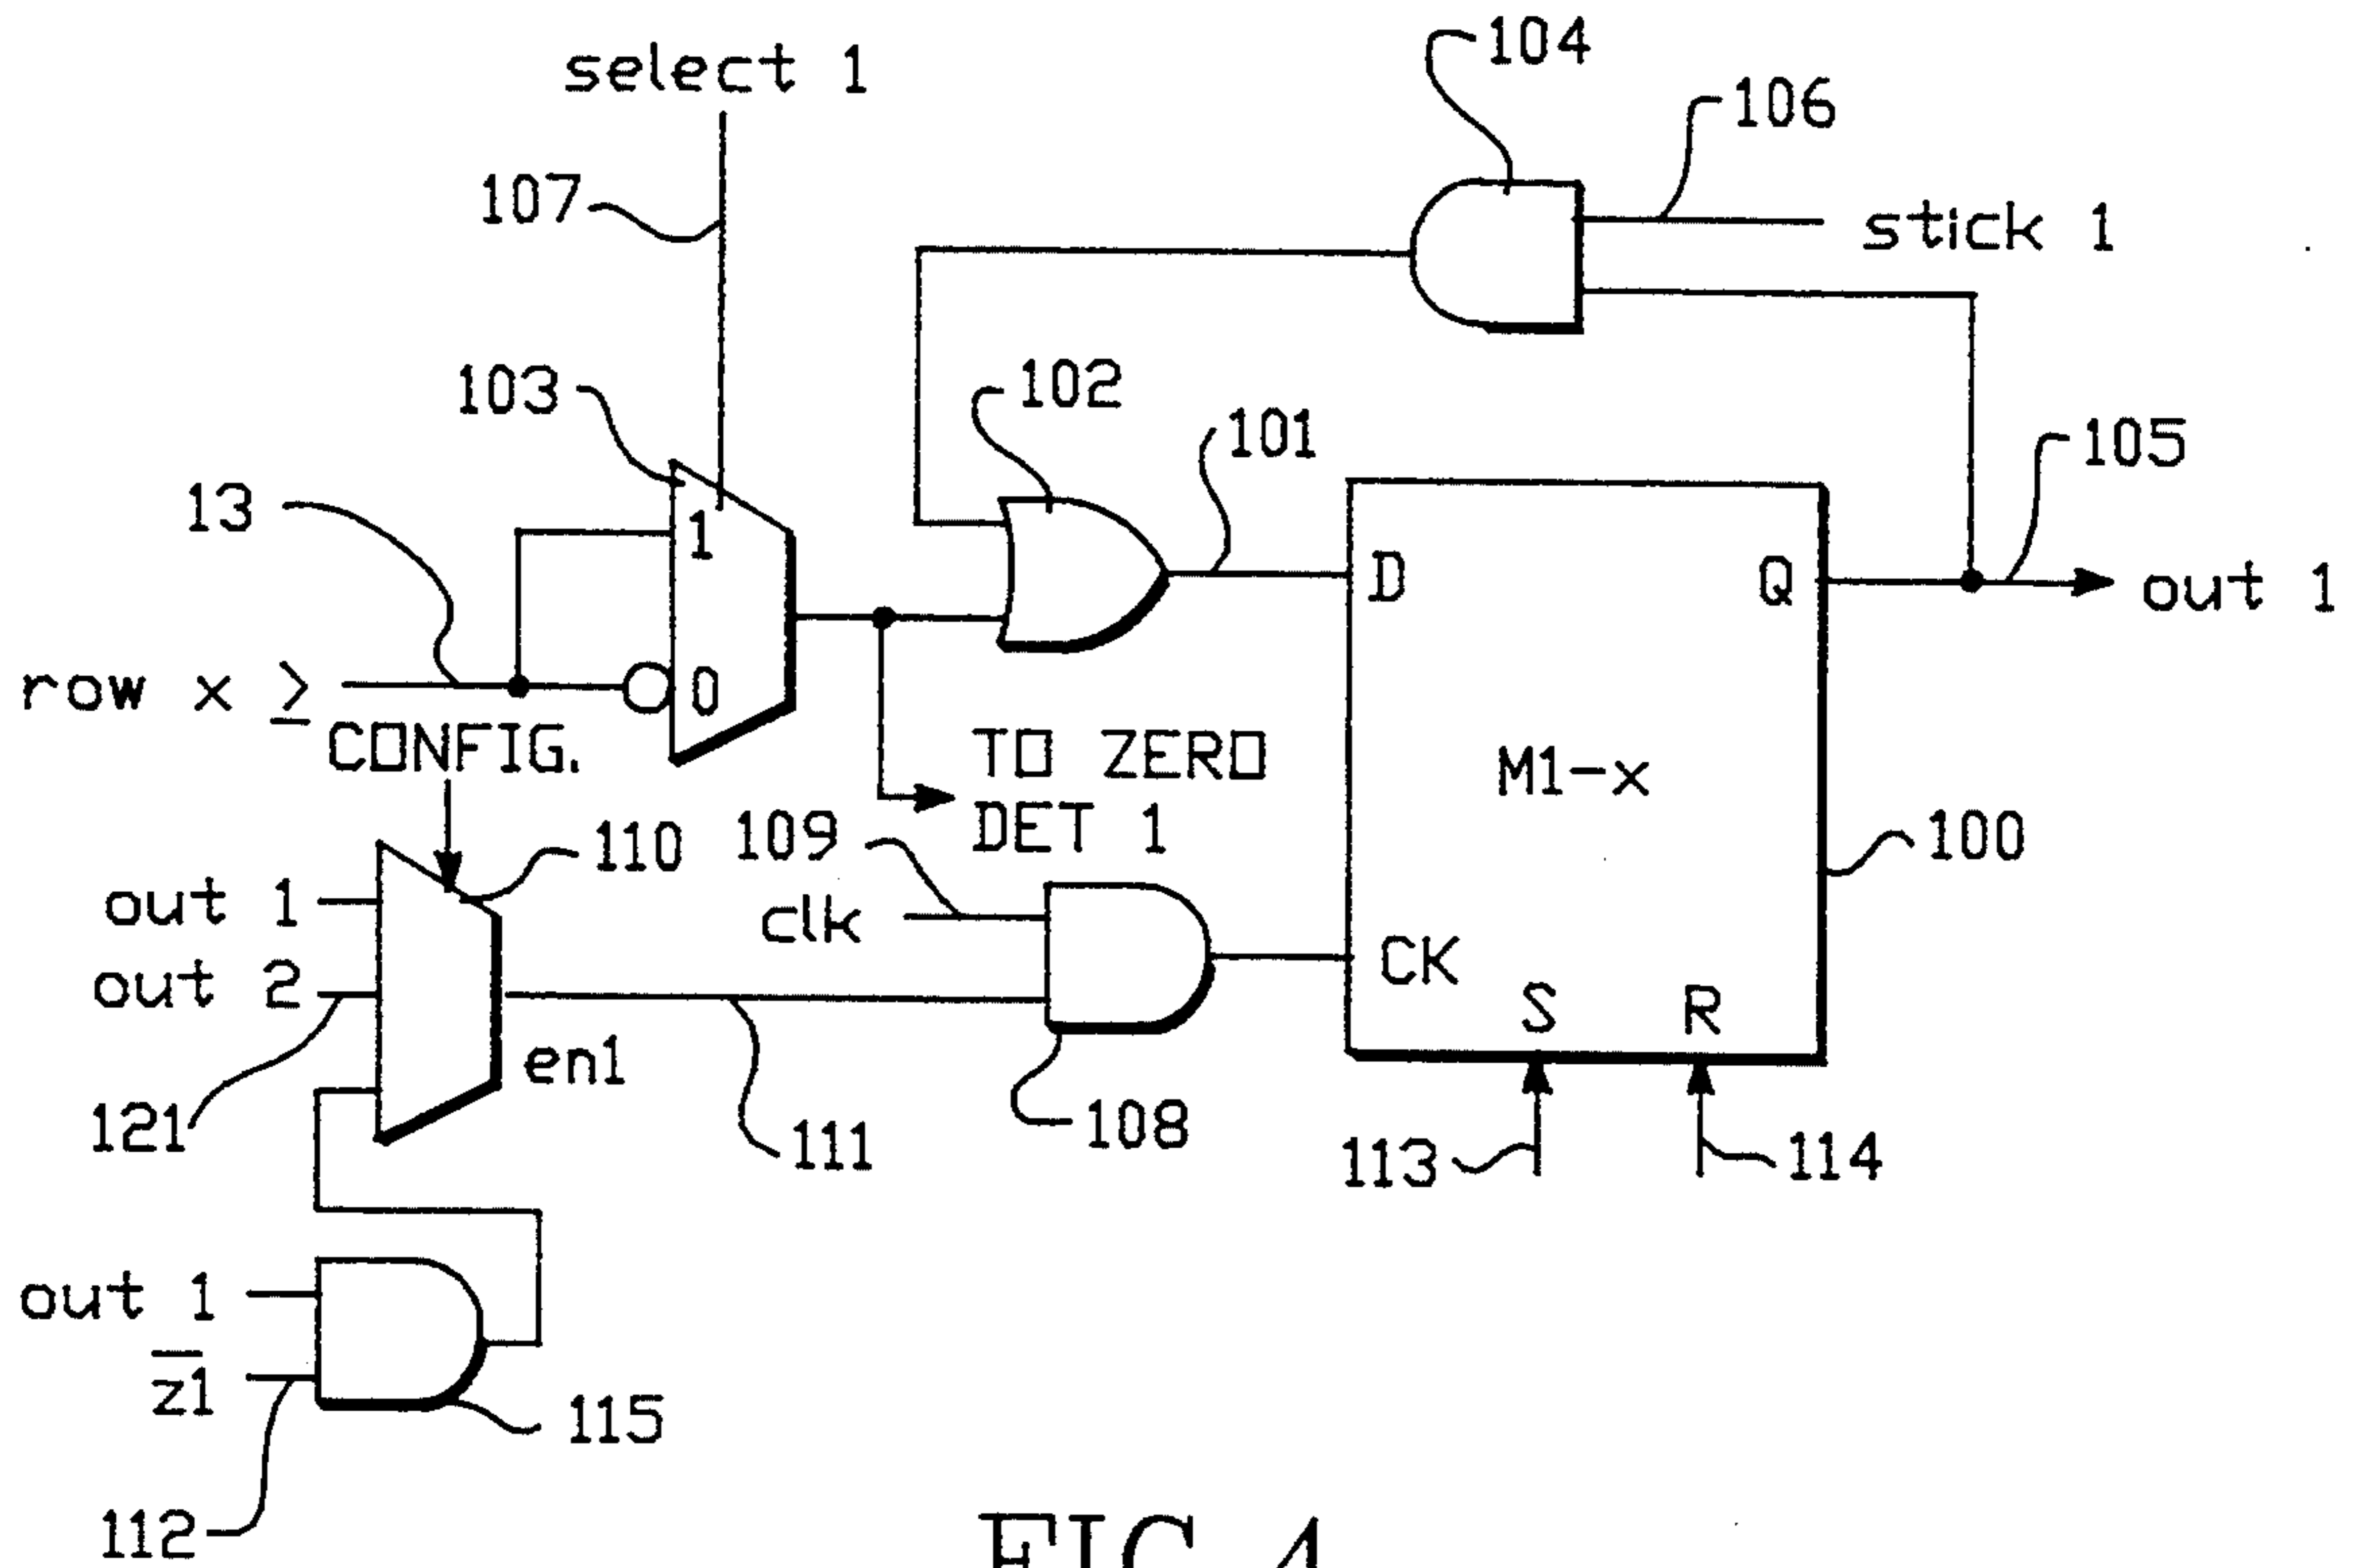 104
select 1
106
107
stick 1
103
102
101
105
13
1
D
Q
out 1
row x ≥
0
CONFIG.
TO ZERO
DET 1
M1-x
109
110
100
out 1
clk
out 2
CK
S
R
en1
121
111
108
113
114
out 1
z̅1̅
115
112
FIG. 4